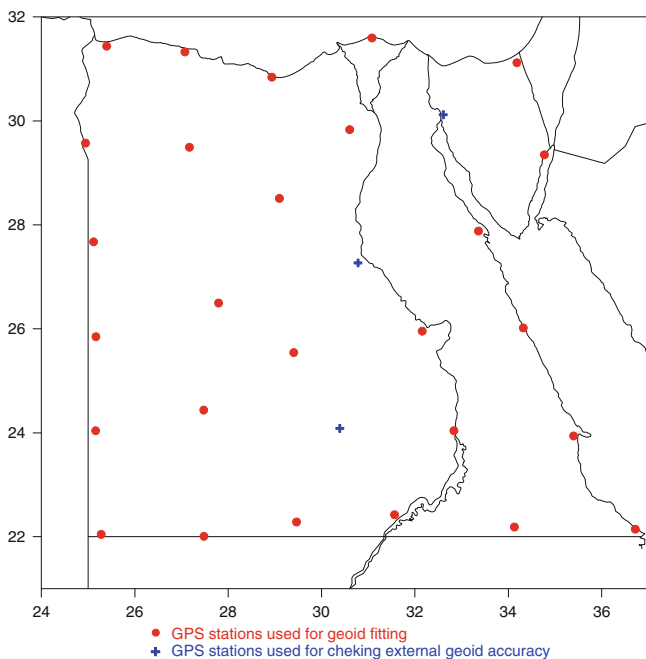 32
30
28
26
24
22
24 26 28 30 32 34 36
GPS stations used for geoid fitting
GPS stations used for cheking external geoid accuracy